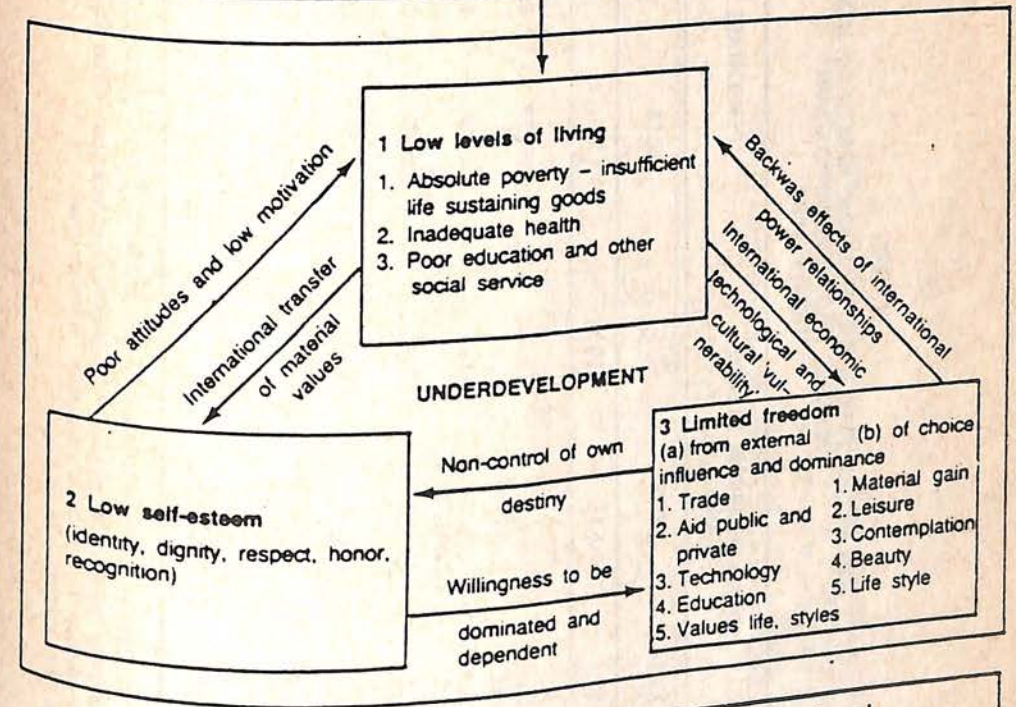 1 Low levels of living
1. Absolute poverty – insufficient
life sustaining goods
2. Inadequate health
3. Poor education and other
social service
Poor attitudes and low motivation
International transfer
of material
values
Backwas effects of international
power relationships
International economic
technological and
cultural vul-
nerability.
UNDERDEVELOPMENT
2 Low self-esteem
(identity, dignity, respect, honor,
recognition)
Non-control of own
destiny
Willingness to be
dominated and
dependent
3 Limited freedom
(a) from external
influence and dominance
1. Trade
2. Aid public and
private
3. Technology
4. Education
5. Values life, styles
(b) of choice
1. Material gain
2. Leisure
3. Contemplation
4. Beauty
5. Life style